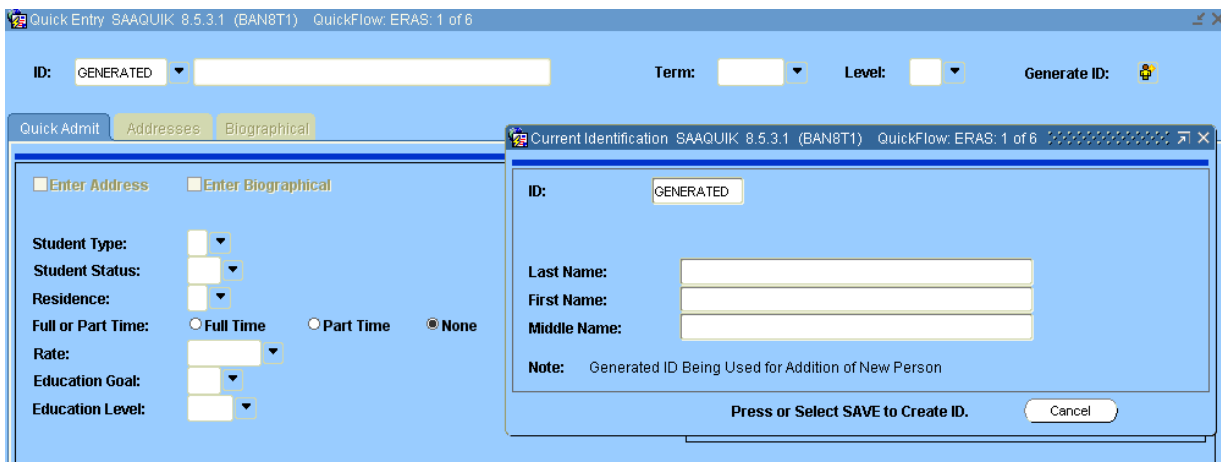 Quick Entry SAAQUIK 8.5.3.1 (BAN8T1) QuickFlow: ERAS: 1 of 6
ID: GENERATED Term: Level: Generate ID:
Quick Admit Addresses Biographical
Enter Address Enter Biographical
Student Type:
Student Status:
Residence:
Full or Part Time: Full Time Part Time None
Rate:
Education Goal:
Education Level:
Current Identification SAAQUIK 8.5.3.1 (BAN8T1) QuickFlow: ERAS: 1 of 6
ID: GENERATED
Last Name:
First Name:
Middle Name:
Note: Generated ID Being Used for Addition of New Person
Press or Select SAVE to Create ID. Cancel